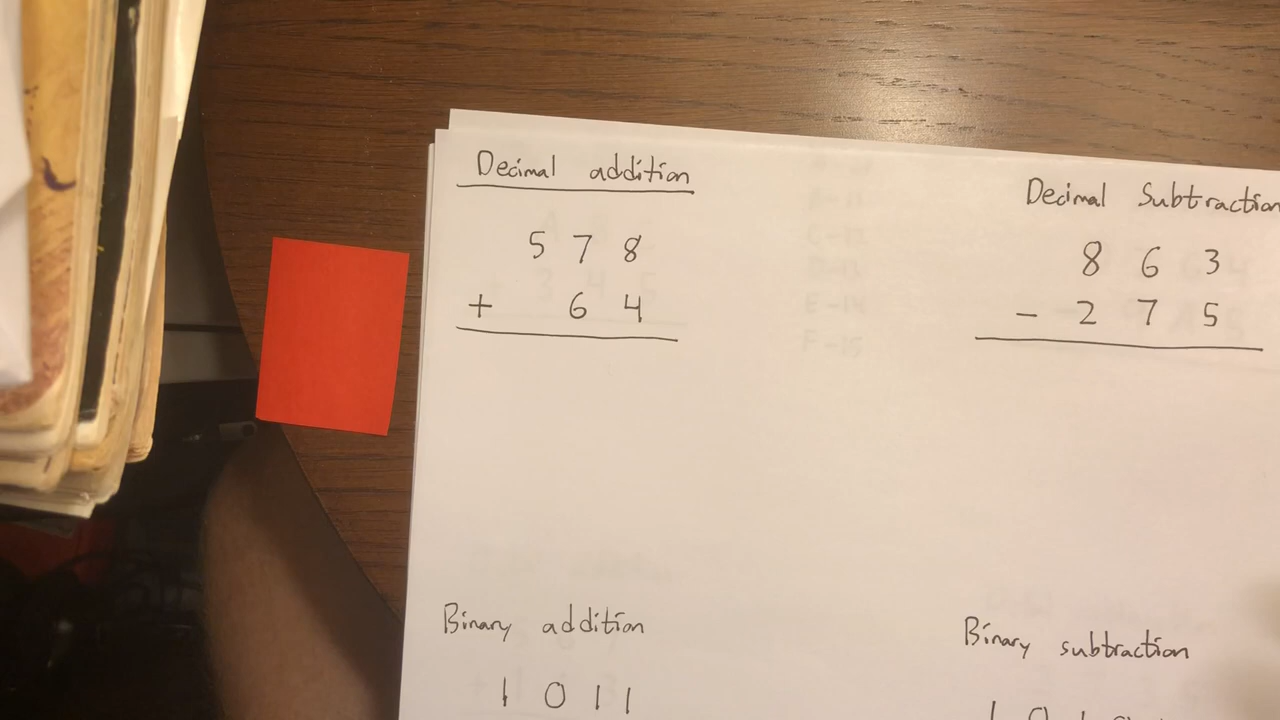 Decimal addition
5 7 8
+ 6 4
Decimal Subtraction
8 6 3
- 2 7 5
Binary addition
1 0 1 1
Binary subtraction